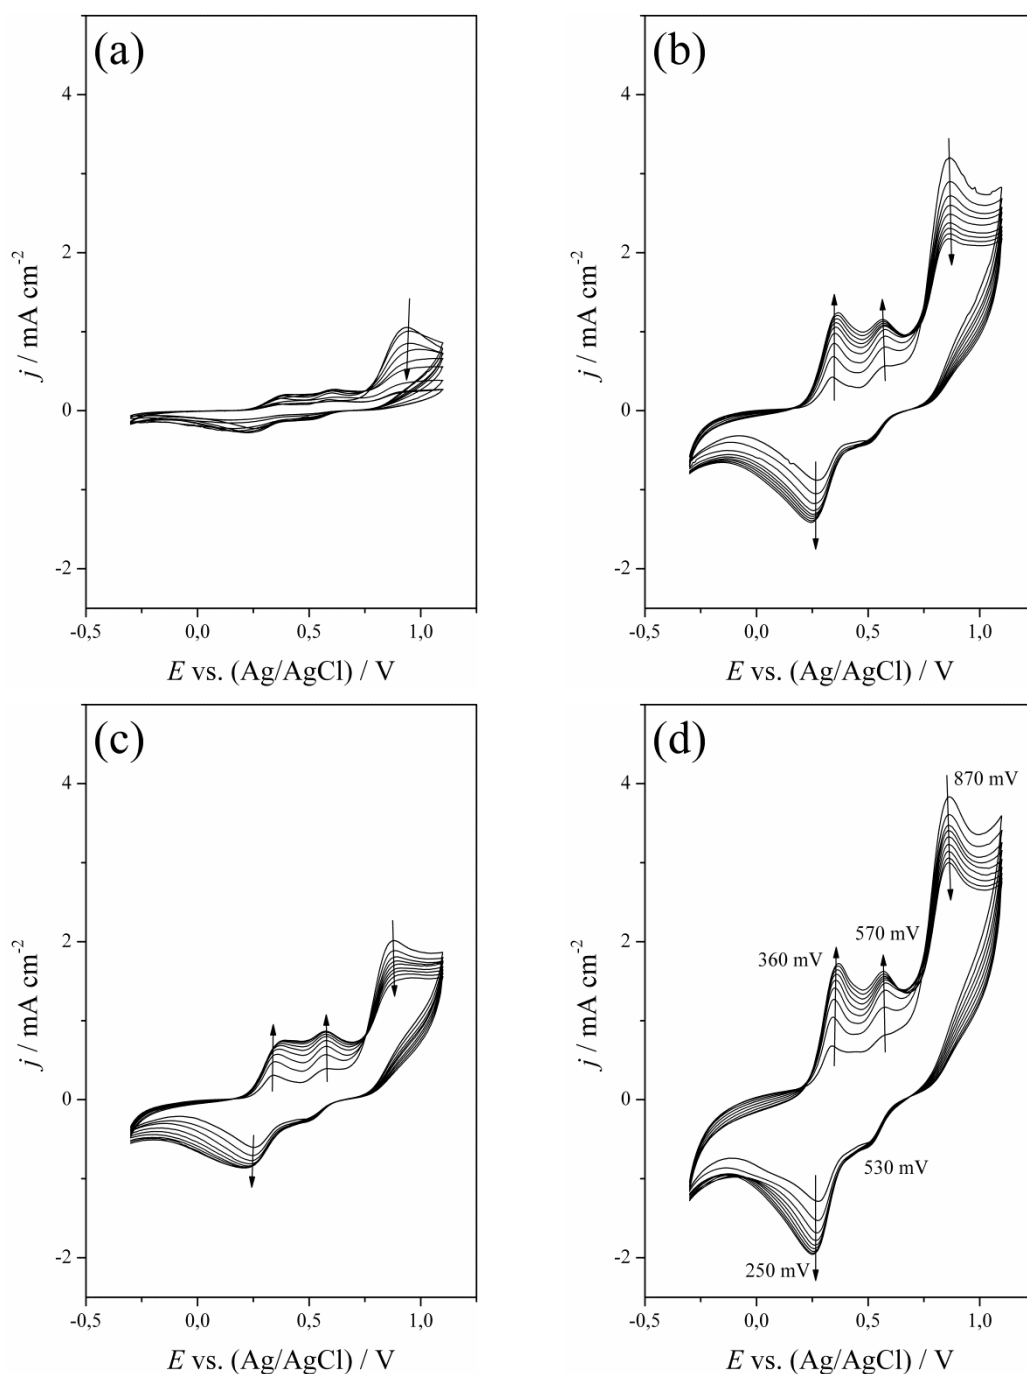 (a)
4
2
0
-2
-0,5
0,0
0,5
1,0
j / mA cm⁻²
E vs. (Ag/AgCl) / V
(b)
4
2
0
-2
-0,5
0,0
0,5
1,0
j / mA cm⁻²
E vs. (Ag/AgCl) / V
(c)
4
2
0
-2
-0,5
0,0
0,5
1,0
j / mA cm⁻²
E vs. (Ag/AgCl) / V
(d)
870 mV
570 mV
360 mV
530 mV
250 mV
4
2
0
-2
-0,5
0,0
0,5
1,0
j / mA cm⁻²
E vs. (Ag/AgCl) / V